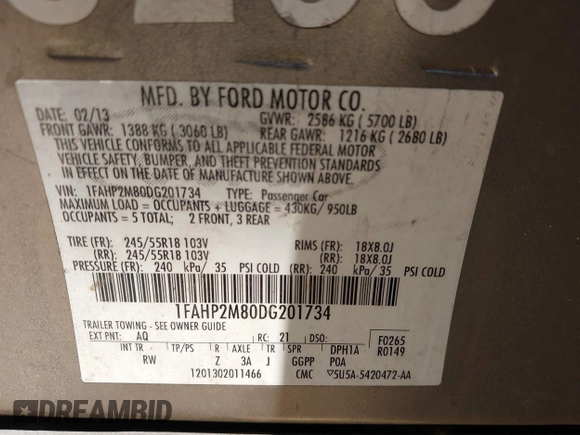 MFD. BY FORD MOTOR CO.
DATE: 02/13 GVWR: 2586 KG ( 5700 LB)
FRONT GAWR: 1388 KG ( 3060 LB) REAR GAWR: 1216 KG ( 2680 LB)
THIS VEHICLE CONFORMS TO ALL APPLICABLE FEDERAL MOTOR
VEHICLE SAFETY, BUMPER, AND THEFT PREVENTION STANDARDS
IN EFFECT ON THE DATE OF MANUFACTURE SHOWN ABOVE.
VIN: 1FAHP2M80DG201734 TYPE: Passenger Car
MAXIMUM LOAD = OCCUPANTS + LUGGAGE = 430KG/ 950LB
OCCUPANTS = 5 TOTAL; 2 FRONT, 3 REAR
TIRE (FR): 245/55R18 103V RIMS (FR): 18X8.0J
(RR): 245/55R18 103V (RR): 18X8.0J
PRESSURE (FR): 240 kPa/ 35 PSI COLD (RR): 240 kPa/ 35 PSI COLD
1FAHP2M80DG201734
TRAILER TOWING - SEE OWNER GUIDE
EXT PNT: AQ RC: 21 DSO: F0265
R0149
INT TR TP/PS R AXLE TR SPR DPH1A
RW Z 3A J GGPP P0A
1201302011466 CMC 5U5A-5420472-AA
DREAMBID